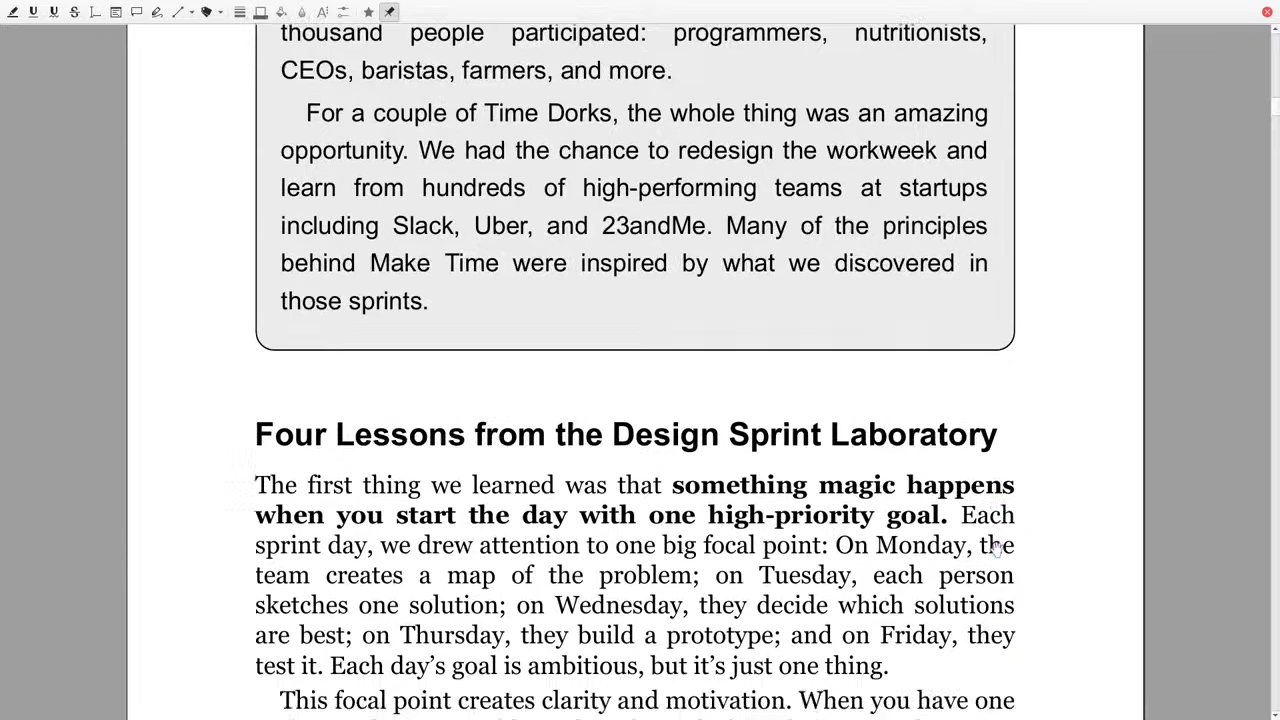 thousand people participated: programmers, nutritionists,
CEOs, baristas, farmers, and more.
For a couple of Time Dorks, the whole thing was an amazing
opportunity. We had the chance to redesign the workweek and
learn from hundreds of high-performing teams at startups
including Slack, Uber, and 23andMe. Many of the principles
behind Make Time were inspired by what we discovered in
those sprints.
Four Lessons from the Design Sprint Laboratory
The first thing we learned was that something magic happens
when you start the day with one high-priority goal. Each
sprint day, we drew attention to one big focal point: On Monday, the
team creates a map of the problem; on Tuesday, each person
sketches one solution; on Wednesday, they decide which solutions
are best; on Thursday, they build a prototype; and on Friday, they
test it. Each day’s goal is ambitious, but it’s just one thing.
This focal point creates clarity and motivation. When you have one